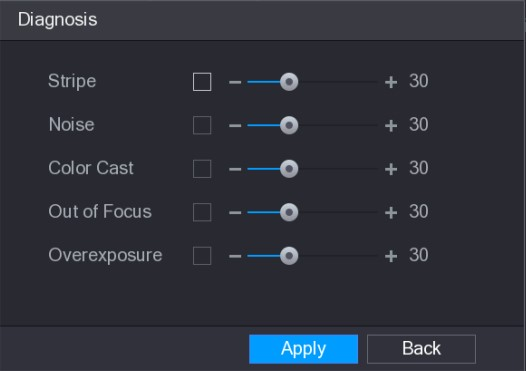 Diagnosis
Stripe - + 30
Noise - + 30
Color Cast - + 30
Out of Focus - + 30
Overexposure - + 30
Apply Back